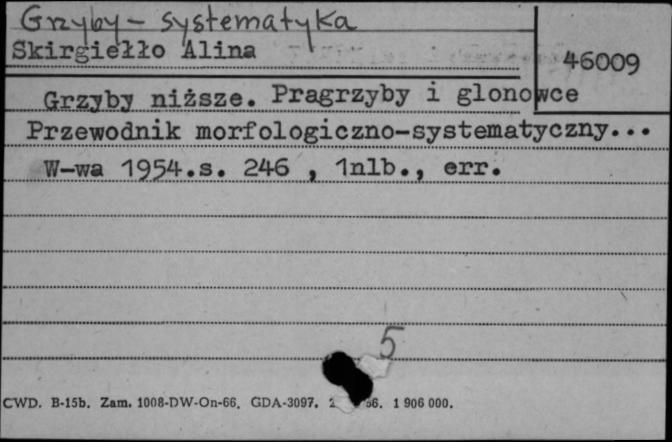 Grzyby - systematyka
Skirgiełło Alina
46009
Grzyby niższe. Pragrzyby i glonowce
Przewodnik morfologiczno-systematyczny...
W-wa 1954.s. 246 , 1nlb., err.
5
CWD. B-15b. Zam. 1008-DW-On-66. GDA-3097. 66. 1 906 000.